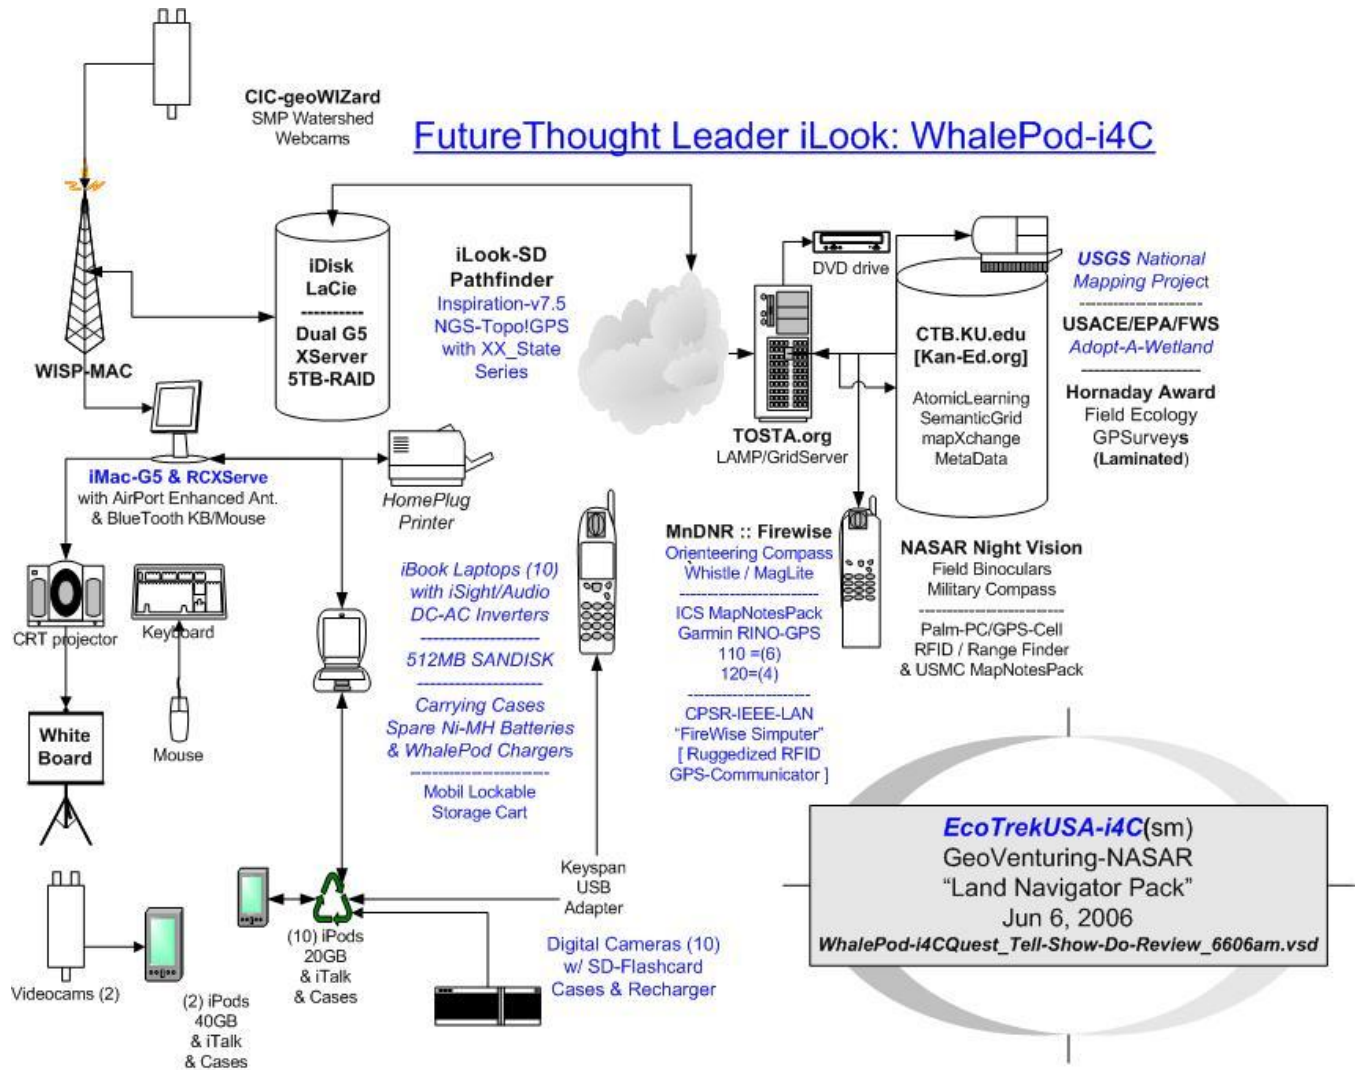 CIC-geoWIZard
SMP Watershed
Webcams
FutureThought Leader iLook: WhalePod-i4C
WISP-MAC
iDisk
LaCie
----------
Dual G5
XServer
5TB-RAID
iLook-SD
Pathfinder
Inspiration-v7.5
NGS-Topo!GPS
with XX_State
Series
DVD drive
TOSTA.org
LAMP/GridServer
CTB.KU.edu
[Kan-Ed.org]
AtomicLearning
SemanticGrid
mapXchange
MetaData
USGS National
Mapping Project
------------------------
USACE/EPA/FWS
Adopt-A-Wetland
-----------------------
Hornaday Award
Field Ecology
GPSurveys
(Laminated)
iMac-G5 & RCXServe
with AirPort Enhanced Ant.
& BlueTooth KB/Mouse
HomePlug
Printer
CRT projector
Keyboard
White
Board
Mouse
iBook Laptops (10)
with iSight/Audio
DC-AC Inverters
--------------------
512MB SANDISK
---------------------
Carrying Cases
Spare Ni-MH Batteries
& WhalePod Chargers
------------------------
Mobil Lockable
Storage Cart
MnDNR :: Firewise
Orienteering Compass
Whistle / MagLite
------------------------
ICS MapNotesPack
Garmin RINO-GPS
110 =(6)
120=(4)
----------------------
CPSR-IEEE-LAN
“FireWise Simputer”
[ Ruggedized RFID
GPS-Communicator ]
NASAR Night Vision
Field Binoculars
Military Compass
-------------------------
Palm-PC/GPS-Cell
RFID / Range Finder
& USMC MapNotesPack
Keyspan
USB
Adapter
Digital Cameras (10)
w/ SD-Flashcard
Cases & Recharger
(10) iPods
20GB
& iTalk
& Cases
Videocams (2)
(2) iPods
40GB
& iTalk
& Cases
EcoTrekUSA-i4C(sm)
GeoVenturing-NASAR
“Land Navigator Pack”
Jun 6, 2006
WhalePod-i4CQuest_Tell-Show-Do-Review_6606am.vsd